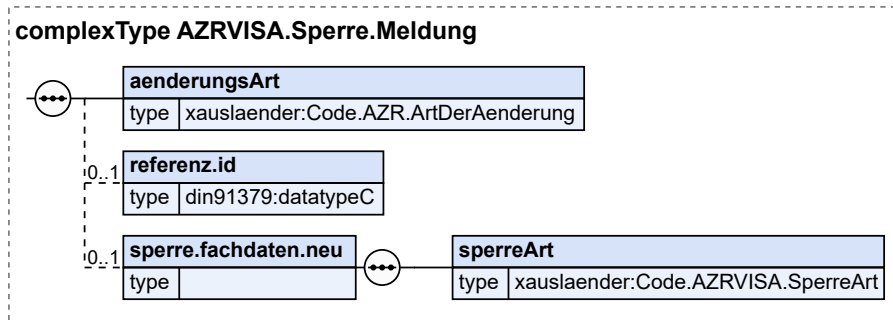 complexType AZRVISA.Sperre.Meldung
aenderungsArt
type xauslaender:Code.AZR.ArtDerAenderung
0..1 referenz.id
type din91379:datatypeC
0..1 sperre.fachdaten.neu
type
sperreArt
type xauslaender:Code.AZRVISA.SperreArt